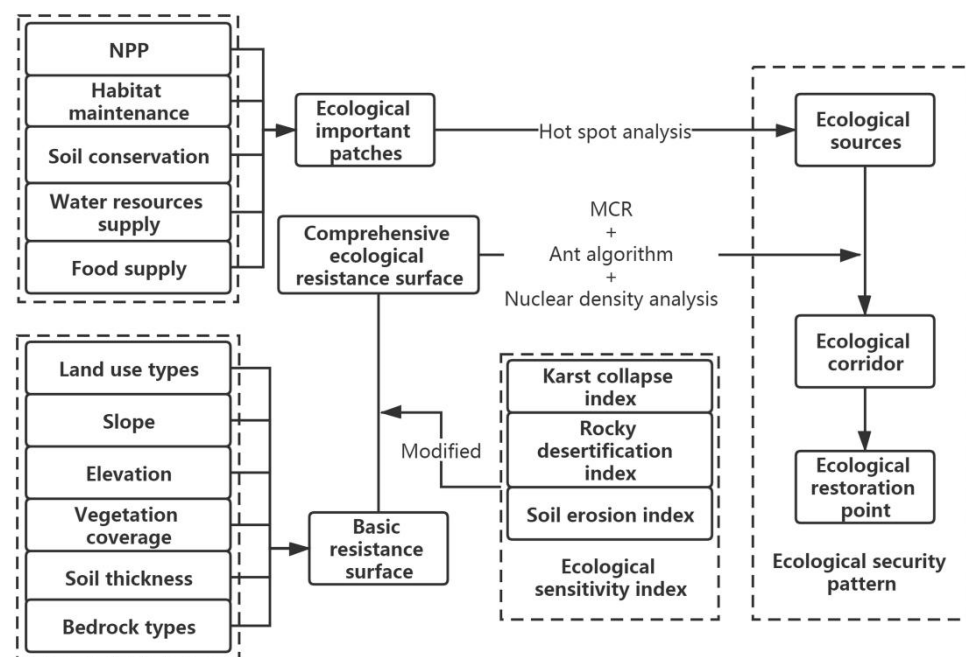 NPP
Habitat
maintenance
Soil conservation
Water resources
supply
Food supply
Ecological
important
patches
Hot spot analysis
Ecological
sources
Comprehensive
ecological
resistance surface
MCR
+
Ant algorithm
+
Nuclear density analysis
Land use types
Slope
Elevation
Vegetation
coverage
Soil thickness
Bedrock types
Basic
resistance
surface
Modified
Karst collapse
index
Rocky
desertification
index
Soil erosion index
Ecological
sensitivity index
Ecological
corridor
Ecological
restoration
point
Ecological security
pattern